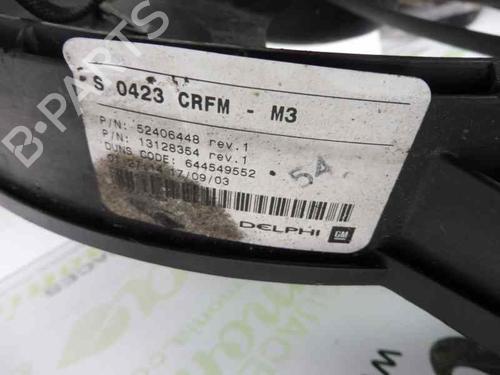 S 0423 CRFM - M3
P/N: 52406448 rev.1
P/N: 13128354 rev.1
DUNS CODE: 644549552
17/09/03
54
DELPHI GM
B-PARTS